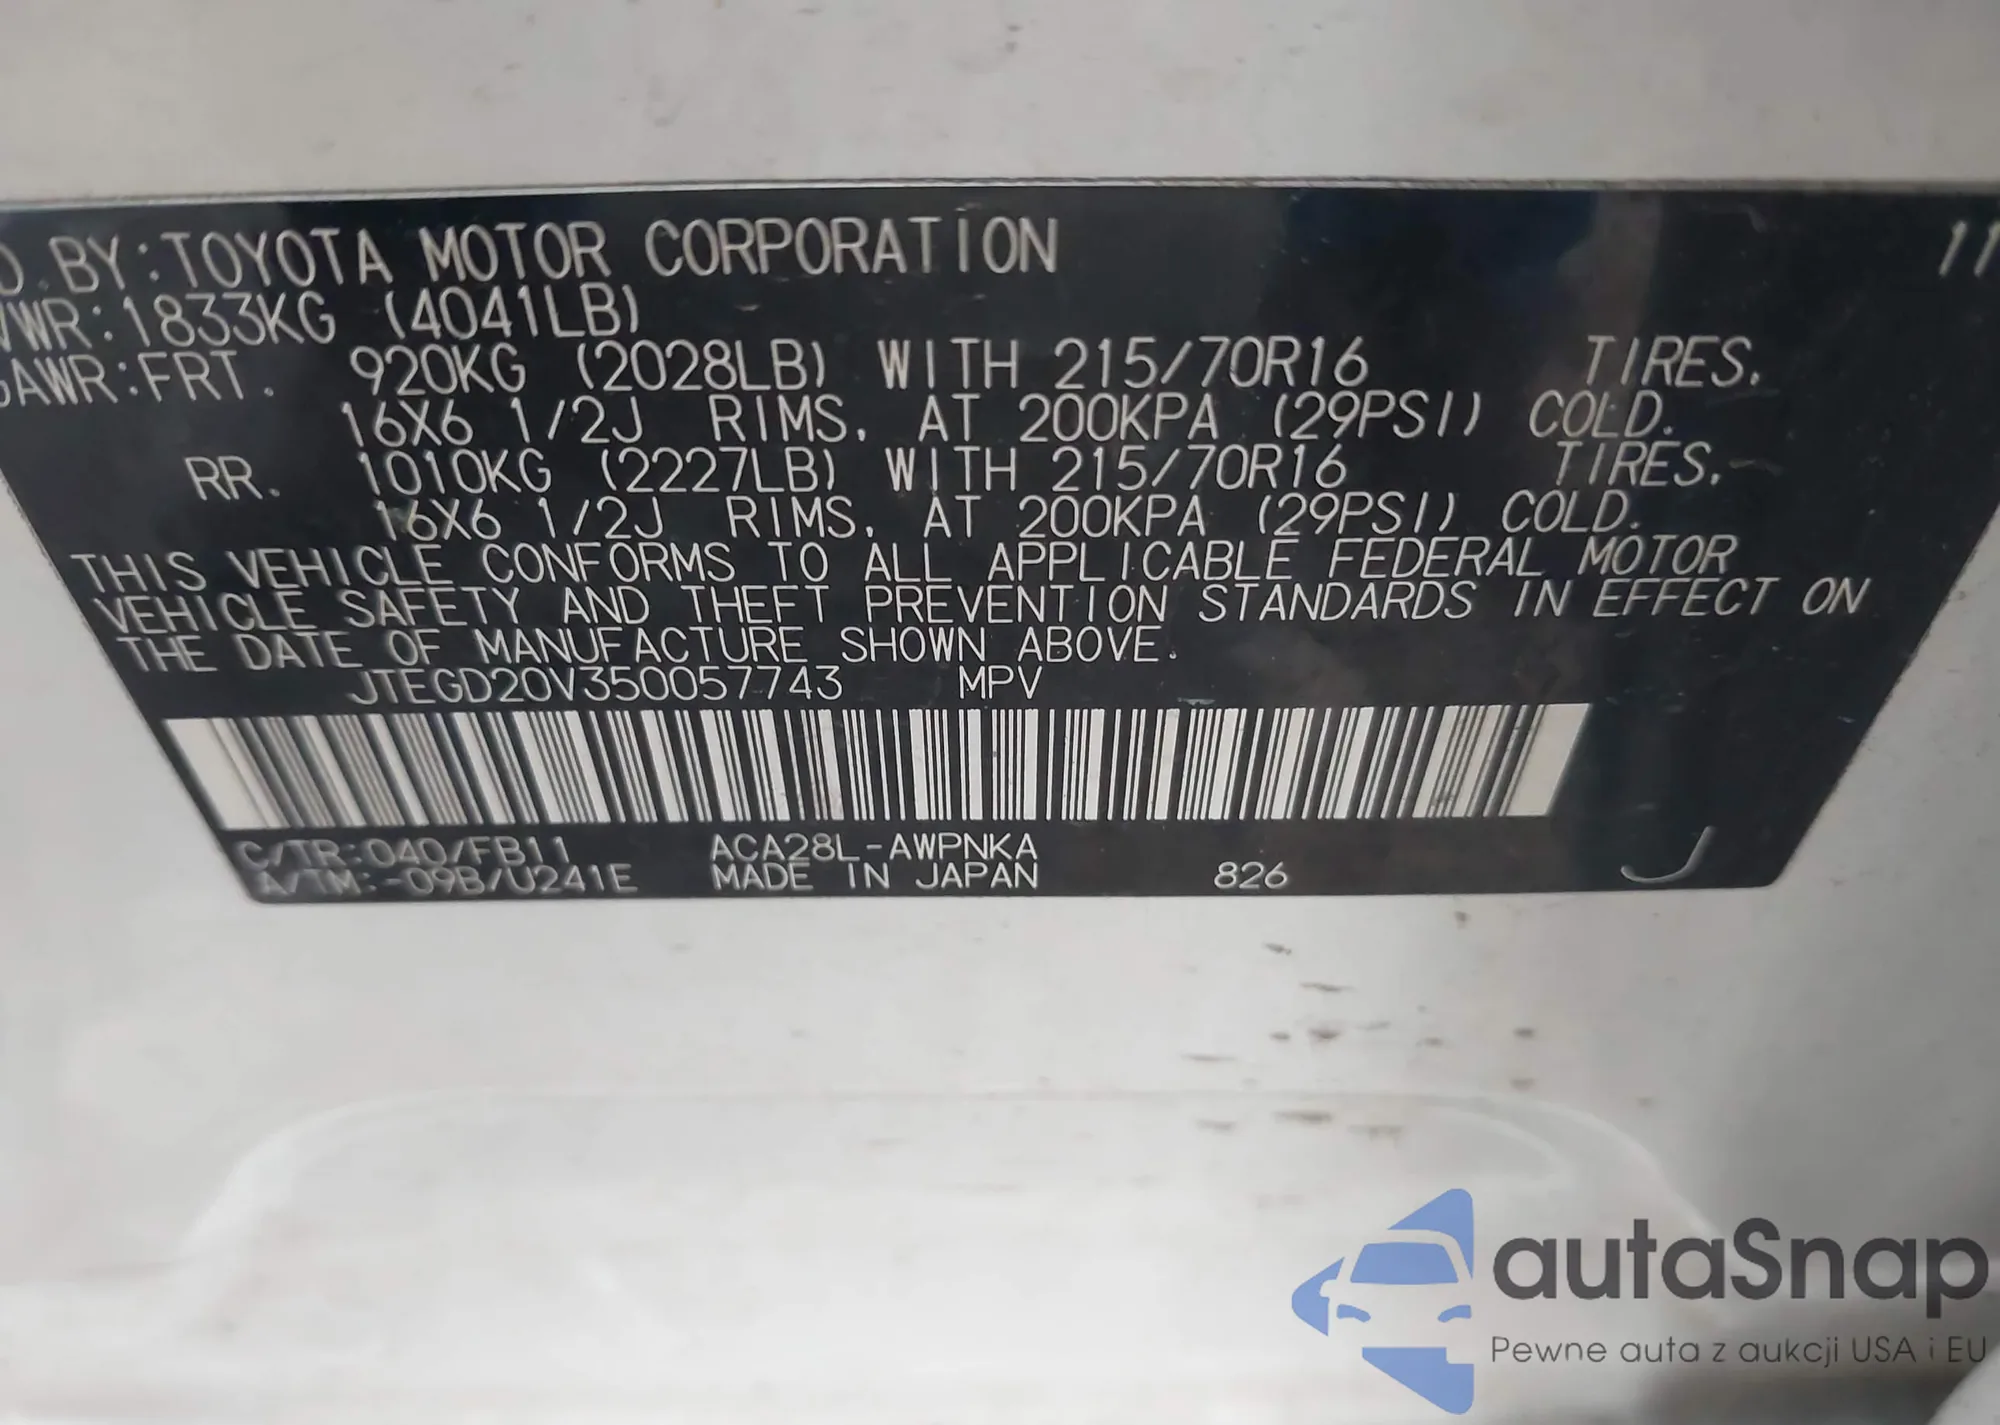 D. BY:TOYOTA MOTOR CORPORATION 11
VWR:1833KG (4041LB)
GAWR:FRT. 920KG (2028LB) WITH 215/70R16 TIRES.
16X6 1/2J RIMS, AT 200KPA (29PSI) COLD.
RR. 1010KG (2227LB) WITH 215/70R16 TIRES,
16X6 1/2J RIMS, AT 200KPA (29PSI) COLD.
THIS VEHICLE CONFORMS TO ALL APPLICABLE FEDERAL MOTOR
VEHICLE SAFETY AND THEFT PREVENTION STANDARDS IN EFFECT ON
THE DATE OF MANUFACTURE SHOWN ABOVE.
JTEGD20V350057743 MPV
C/TR:040/FB11 ACA28L-AWPNKA
A/TM:-09B/U241E MADE IN JAPAN 826 J
autaSnap
Pewne auta z aukcji USA i EU